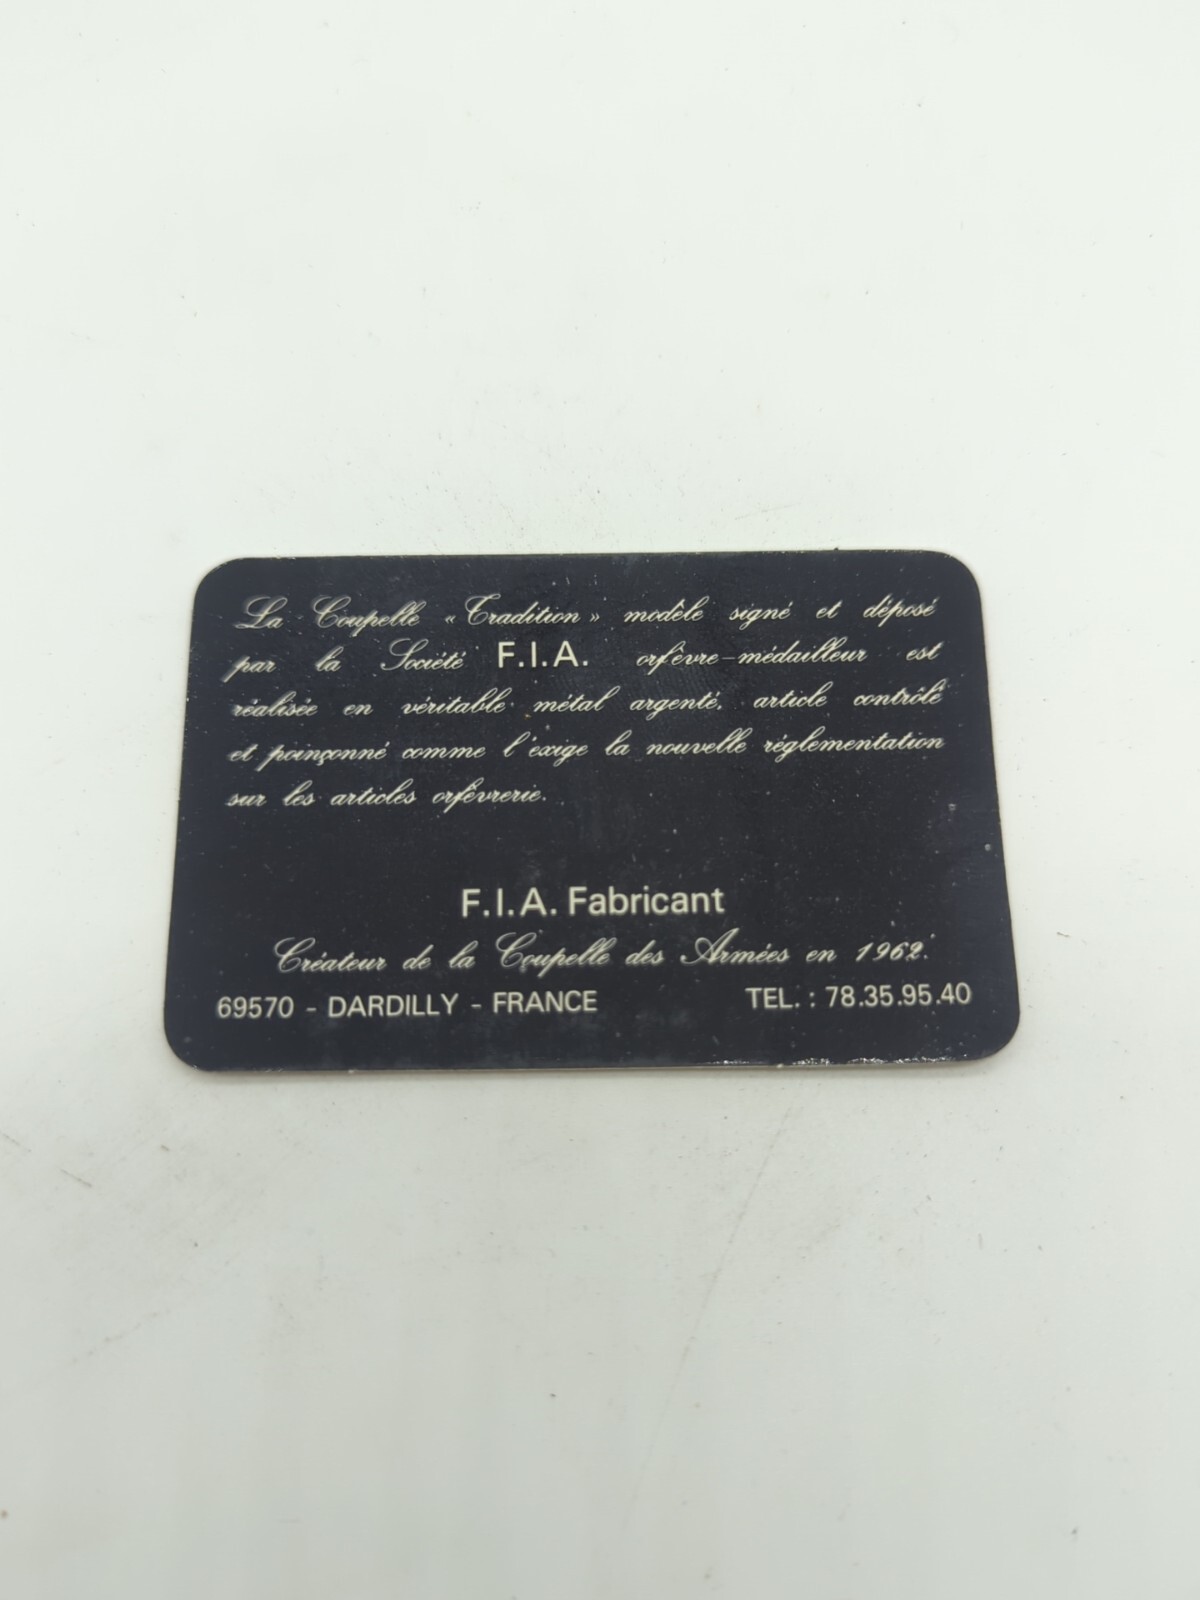 La Coupelle «Tradition» modèle signé et déposé
par la Société F.I.A. orfèvre-médailleur est
réalisée en véritable métal argenté, article contrôlé
et poinçonné comme l'exige la nouvelle réglementation
sur les articles orfèvrerie.
F.I.A. Fabricant
Créateur de la Coupelle des Armées en 1962.
69570 - DARDILLY - FRANCE TEL. : 78.35.95.40